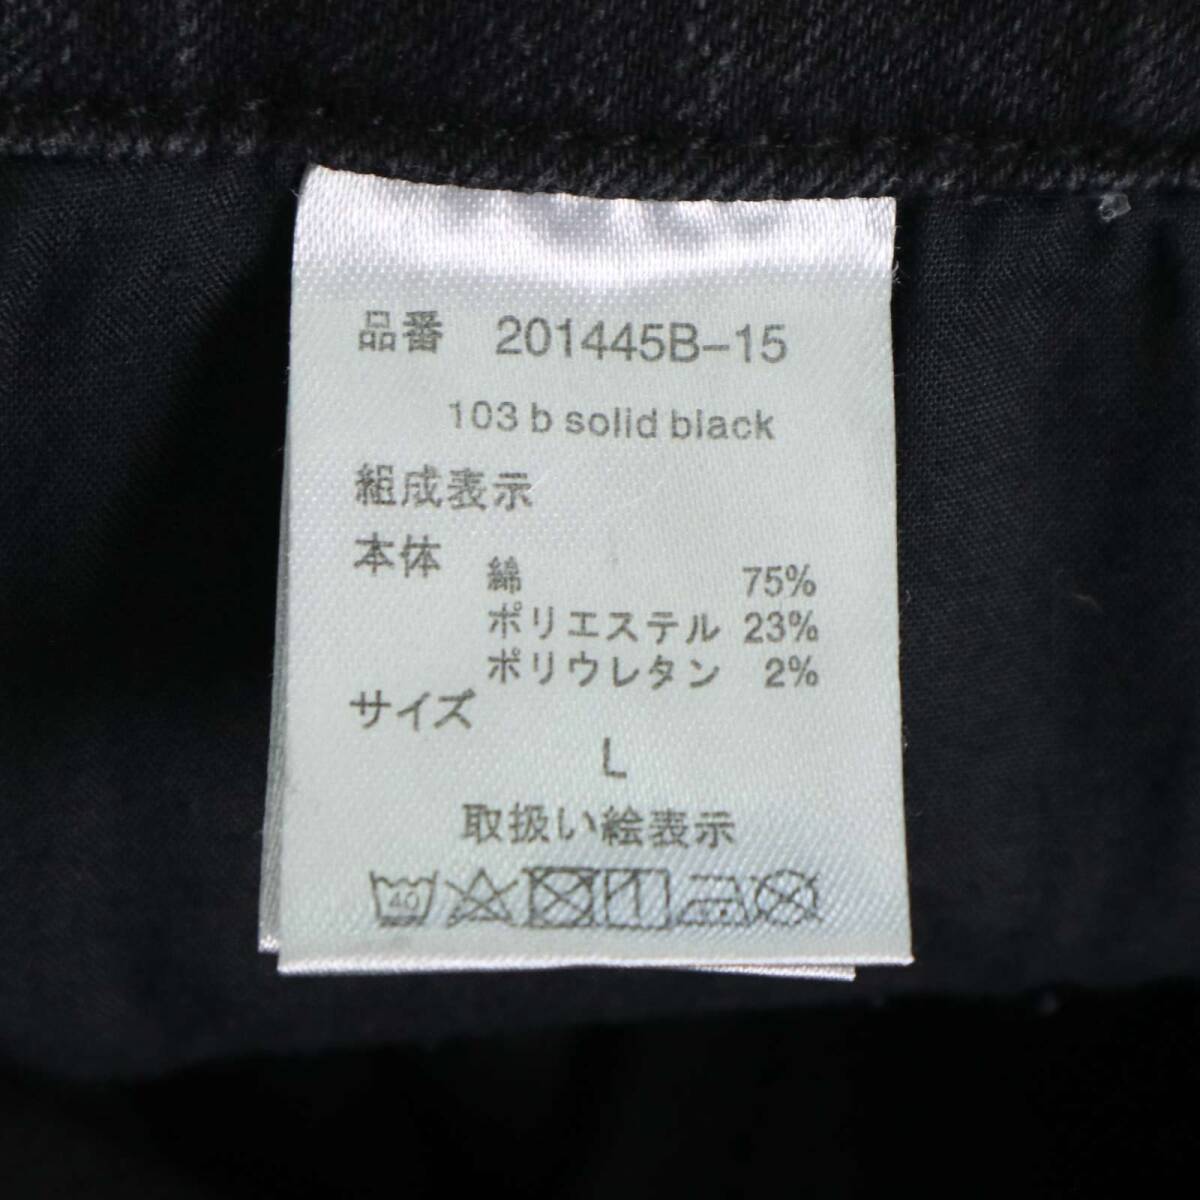 品番 201445B-15
103 b solid black
組成表示
本体 綿 75%
ポリエステル 23%
ポリウレタン 2%
サイズ
L
取扱い絵表示
40